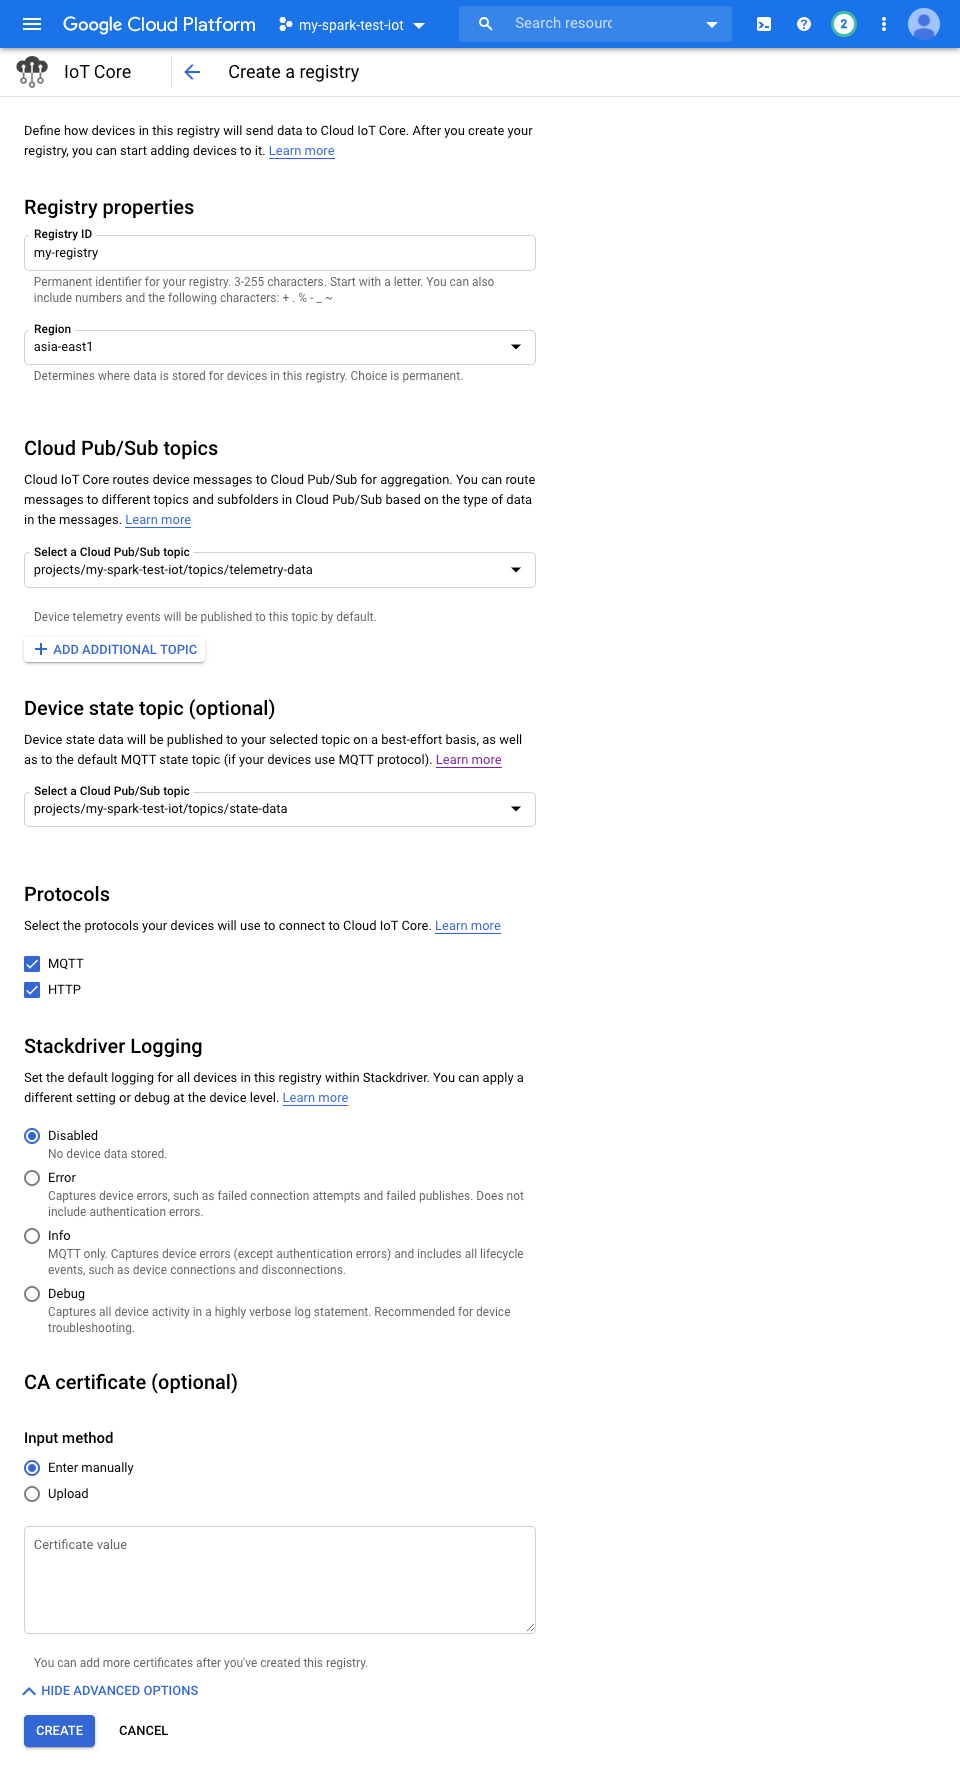 Google Cloud Platform my-spark-test-iot Search resourc 2
IoT Core Create a registry
Define how devices in this registry will send data to Cloud IoT Core. After you create your
registry, you can start adding devices to it. Learn more
Registry properties
Registry ID
my-registry
Permanent identifier for your registry. 3-255 characters. Start with a letter. You can also
include numbers and the following characters: + . % - _ ~
Region
asia-east1
Determines where data is stored for devices in this registry. Choice is permanent.
Cloud Pub/Sub topics
Cloud IoT Core routes device messages to Cloud Pub/Sub for aggregation. You can route
messages to different topics and subfolders in Cloud Pub/Sub based on the type of data
in the messages. Learn more
Select a Cloud Pub/Sub topic
projects/my-spark-test-iot/topics/telemetry-data
Device telemetry events will be published to this topic by default.
ADD ADDITIONAL TOPIC
Device state topic (optional)
Device state data will be published to your selected topic on a best-effort basis, as well
as to the default MQTT state topic (if your devices use MQTT protocol). Learn more
Select a Cloud Pub/Sub topic
projects/my-spark-test-iot/topics/state-data
Protocols
Select the protocols your devices will use to connect to Cloud IoT Core. Learn more
MQTT
HTTP
Stackdriver Logging
Set the default logging for all devices in this registry within Stackdriver. You can apply a
different setting or debug at the device level. Learn more
Disabled
No device data stored.
Error
Captures device errors, such as failed connection attempts and failed publishes. Does not
include authentication errors.
Info
MQTT only. Captures device errors (except authentication errors) and includes all lifecycle
events, such as device connections and disconnections.
Debug
Captures all device activity in a highly verbose log statement. Recommended for device
troubleshooting.
CA certificate (optional)
Input method
Enter manually
Upload
Certificate value
You can add more certificates after you've created this registry.
HIDE ADVANCED OPTIONS
CREATE CANCEL